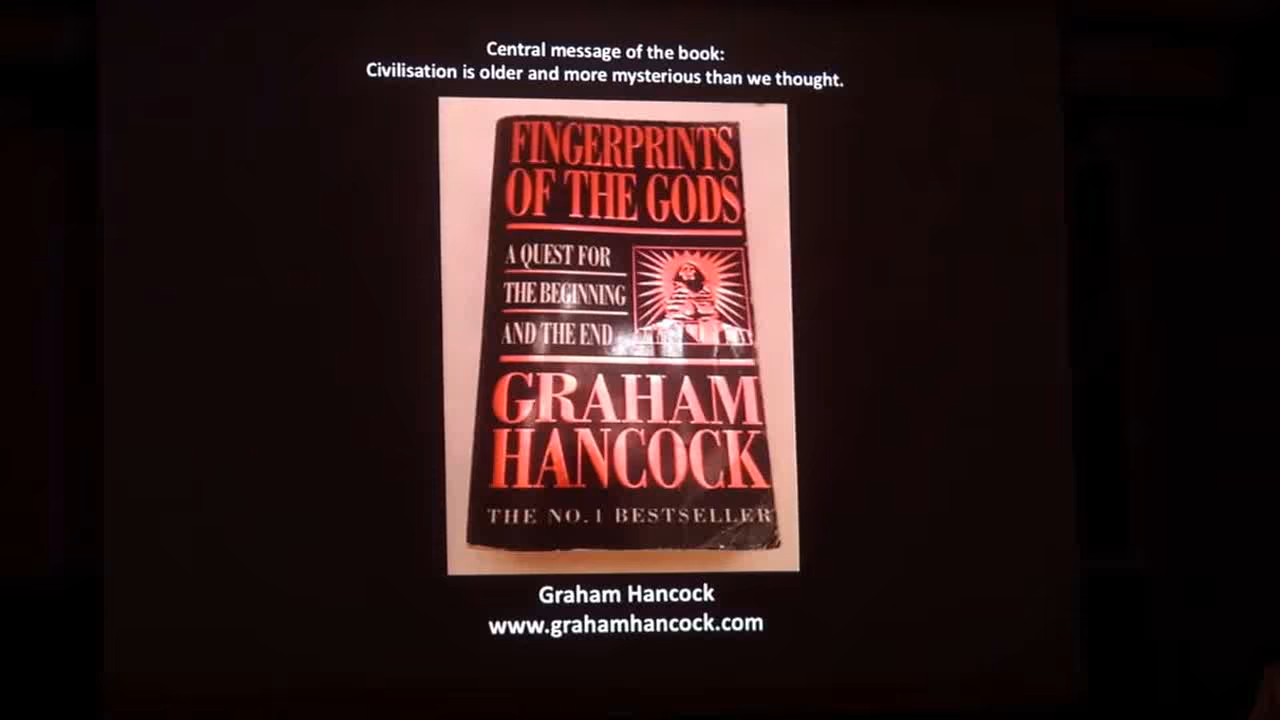 Central message of the book:
Civilisation is older and more mysterious than we thought.
FINGERPRINTS
OF THE GODS
A QUEST FOR
THE BEGINNING
AND THE END
GRAHAM
HANCOCK
THE NO.1 BESTSELLER
Graham Hancock
www.grahamhancock.com